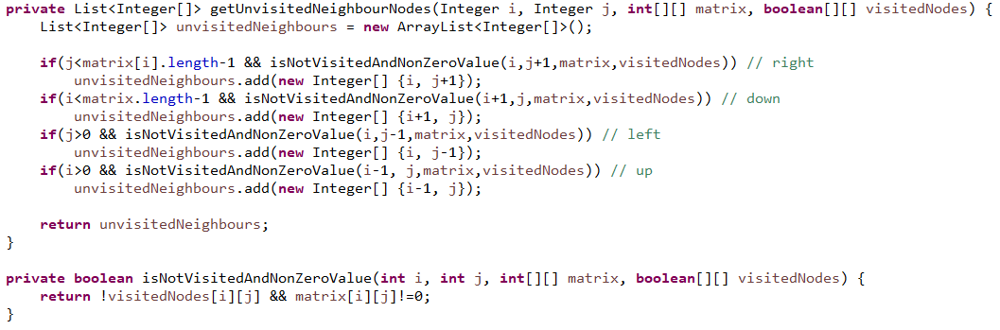 private List<Integer[]> getUnvisitedNeighbourNodes(Integer i, Integer j, int[][] matrix, boolean[][] visitedNodes) {
    List<Integer[]> unvisitedNeighbours = new ArrayList<Integer[]>();

    if(j<matrix[i].length-1 && isNotVisitedAndNonZeroValue(i,j+1,matrix,visitedNodes)) // right
        unvisitedNeighbours.add(new Integer[] {i, j+1});
    if(i<matrix.length-1 && isNotVisitedAndNonZeroValue(i+1,j,matrix,visitedNodes)) // down
        unvisitedNeighbours.add(new Integer[] {i+1, j});
    if(j>0 && isNotVisitedAndNonZeroValue(i,j-1,matrix,visitedNodes)) // left
        unvisitedNeighbours.add(new Integer[] {i, j-1});
    if(i>0 && isNotVisitedAndNonZeroValue(i-1, j,matrix,visitedNodes)) // up
        unvisitedNeighbours.add(new Integer[] {i-1, j});

    return unvisitedNeighbours;
}

private boolean isNotVisitedAndNonZeroValue(int i, int j, int[][] matrix, boolean[][] visitedNodes) {
    return !visitedNodes[i][j] && matrix[i][j]!=0;
}